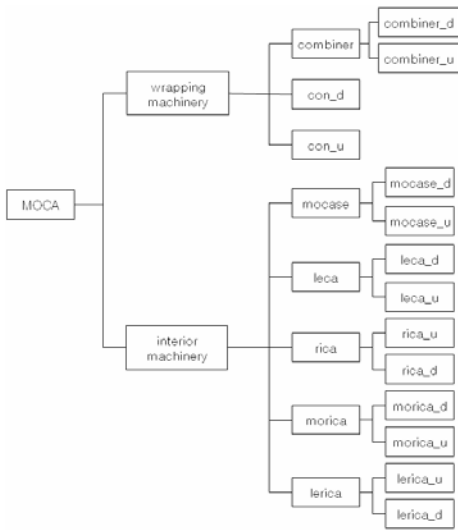 combiner_d
combiner
combiner_u
wrapping
machinery
con_d
con_u
mocase_d
MOCA
mocase
mocase_u
leca_d
leca
leca_u
interior
machinery
rica_u
rica
rica_d
morica_d
morica
morica_u
lerica_u
lerica
lerica_d